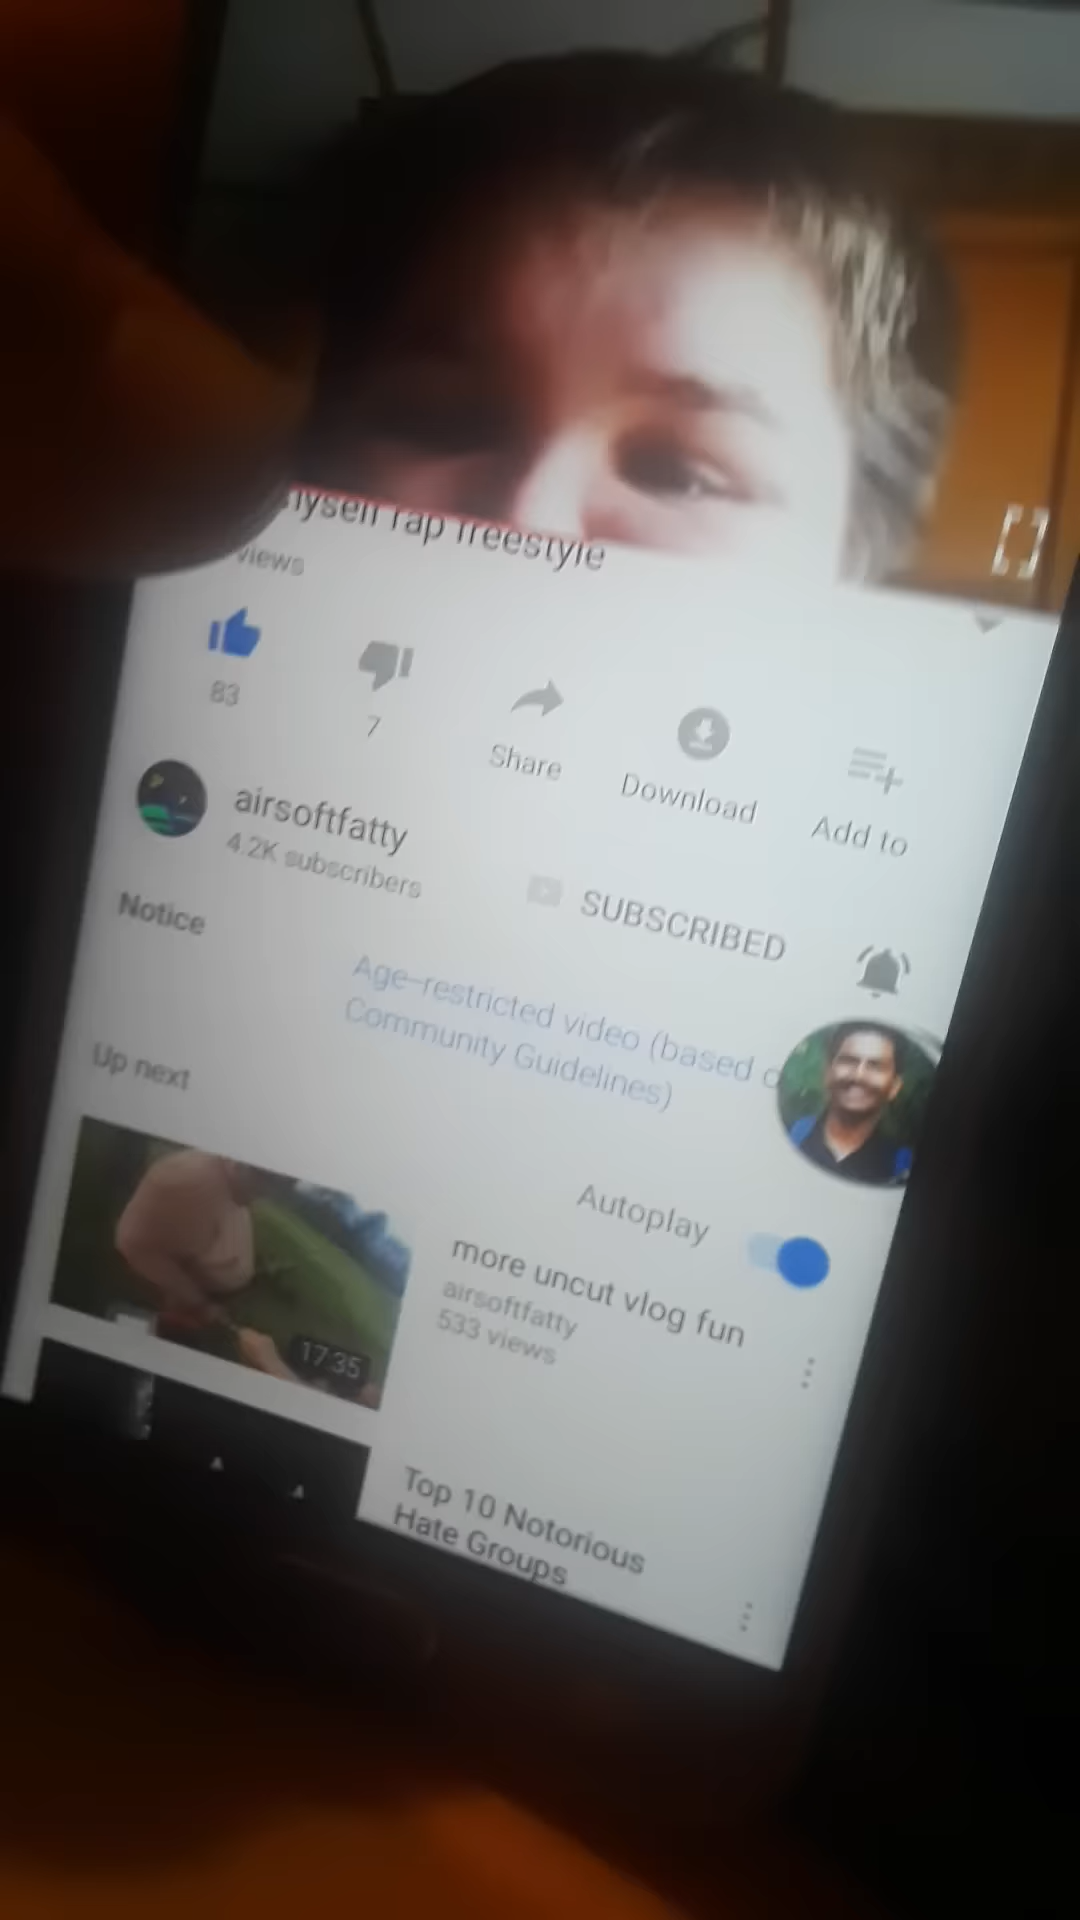 rap freestyle
views
83
7
Share
Download
Add to
airsoftfatty
4.2K subscribers
SUBSCRIBED
Notice
Age-restricted video (based
Community Guidelines)
Up next
Autoplay
17:35
more uncut vlog fun
airsoftfatty
533 views
Top 10 Notorious
Hate Groups